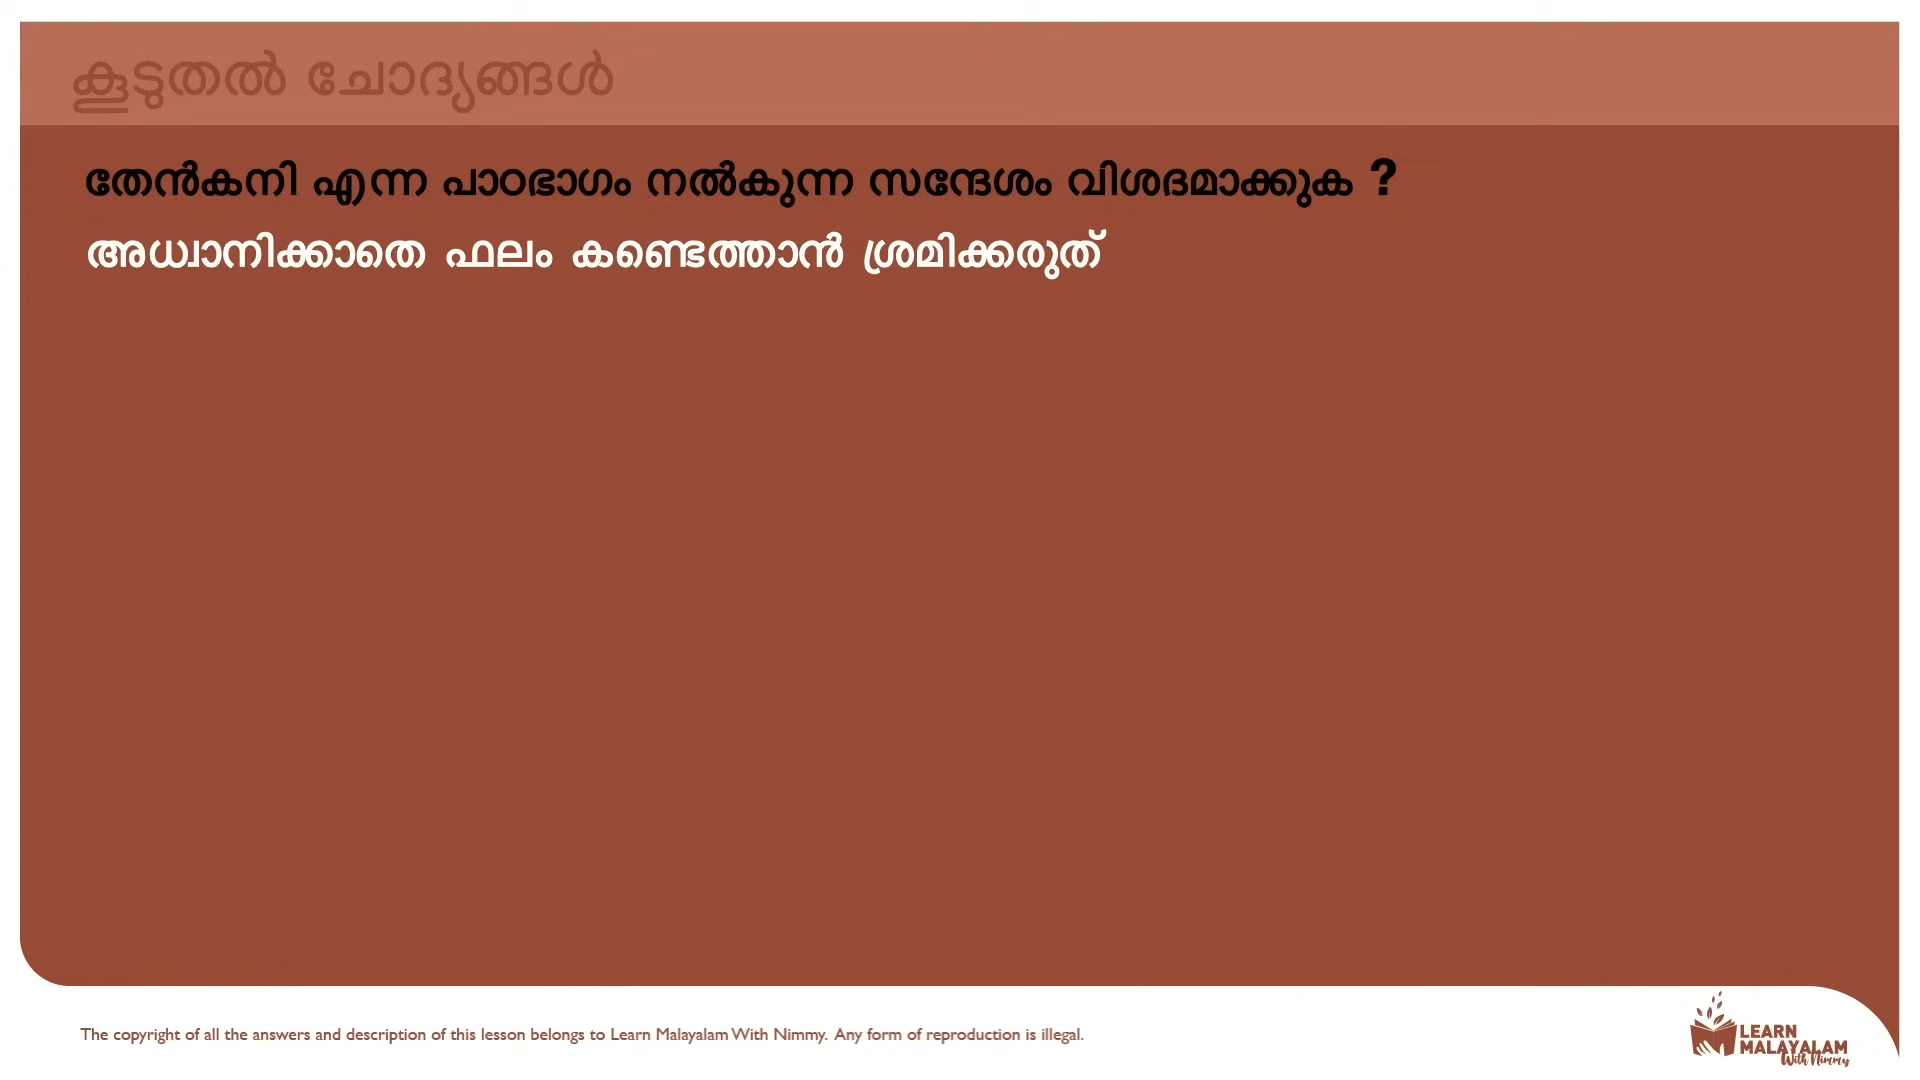 കൂടുതൽ ചോദ്യങ്ങൾ
തേൻകനി എന്ന പാഠഭാഗം നൽകുന്ന സന്ദേശം വിശദമാക്കുക ?
അധ്വാനിക്കാതെ ഫലം കണ്ടെത്താൻ ശ്രമിക്കരുത്
The copyright of all the answers and description of this lesson belongs to Learn Malayalam With Nimmy. Any form of reproduction is illegal.
LEARN
MALAYALAM
With Nimmy